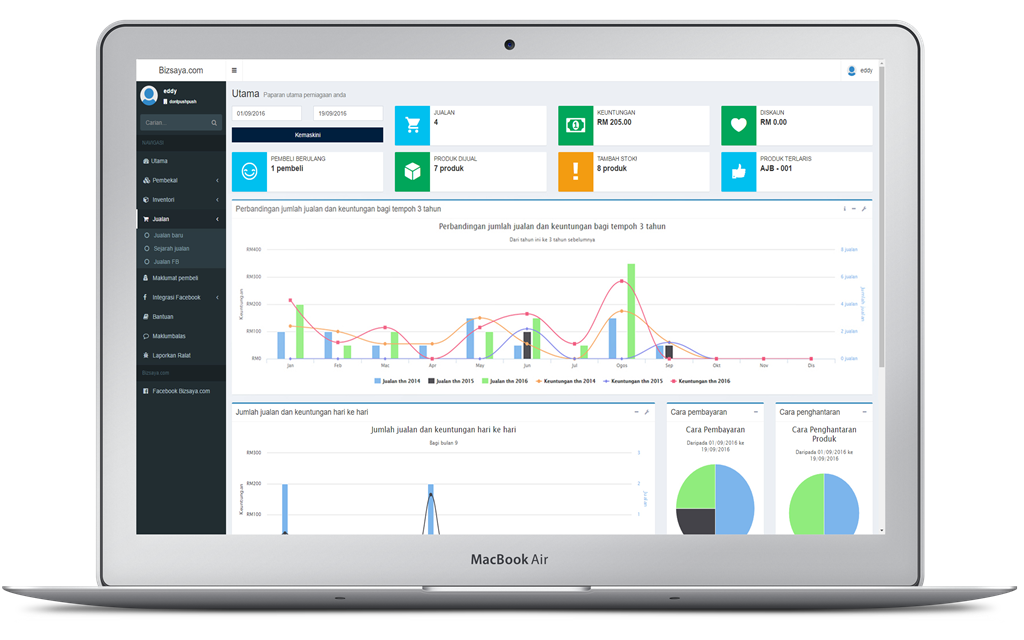 Bizsaya.com
eddy
eddy
dontpushpush
Carian...
NAVIGASI
Utama
Pembekal
Inventori
Jualan
Jualan baru
Sejarah jualan
Jualan FB
Maklumat pembeli
Integrasi Facebook
Bantuan
Maklumbalas
Laporkan Ralat
Bizsaya.com
Facebook Bizsaya.com
Utama Paparan utama perniagaan anda
01/09/2016 19/09/2016
Kemaskini
JUALAN
4
KEUNTUNGAN
RM 205.00
DISKAUN
RM 0.00
PEMBELI BERULANG
1 pembeli
PRODUK DIJUAL
7 produk
TAMBAH STOK!
8 produk
PRODUK TERLARIS
AJB - 001
Perbandingan jumlah jualan dan keuntungan bagi tempoh 3 tahun
Perbandingan jumlah jualan dan keuntungan bagi tempoh 3 tahun
Dari tahun ini ke 3 tahun sebelumnya
Keuntungan
RM400
RM300
RM200
RM100
RM0
8 jualan
6 jualan
4 jualan
2 jualan
0 jualan
Jumlah jualan
Jan Feb Mac Apr May Jun Jul Ogos Sep Okt Nov Dis
Jualan thn 2014 Jualan thn 2015 Jualan thn 2016 Keuntungan thn 2014 Keuntungan thn 2015 Keuntungan thn 2016
Jumlah jualan dan keuntungan hari ke hari
Jumlah jualan dan keuntungan hari ke hari
Bagi bulan 9
Keuntungan
RM300
RM200
RM100
3
2
1
Jualan
Cara pembayaran
Cara Pembayaran
Daripada 01/09/2016 ke
19/09/2016
Cara penghantaran
Cara Penghantaran
Produk
Daripada 01/09/2016 ke
19/09/2016
MacBook Air